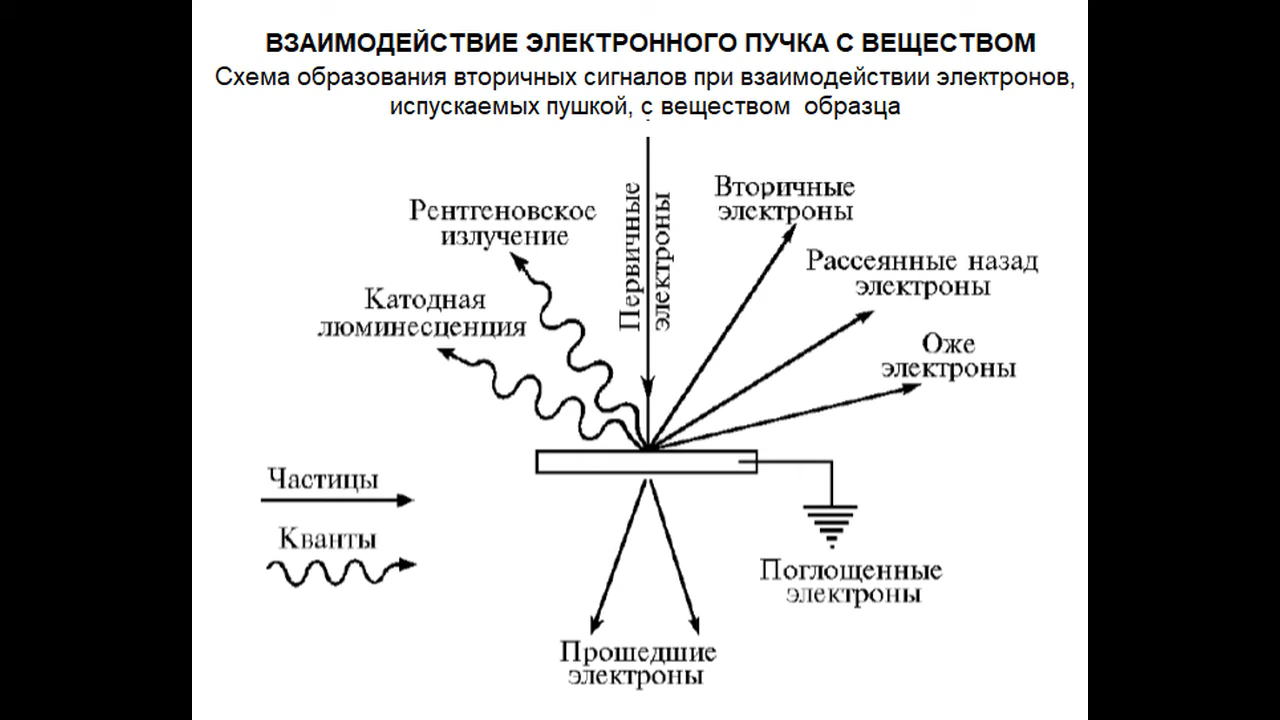 ВЗАИМОДЕЙСТВИЕ ЭЛЕКТРОННОГО ПУЧКА С ВЕЩЕСТВОМ
Схема образования вторичных сигналов при взаимодействии электронов,
испускаемых пушкой, с веществом образца
Рентгеновское
излучение
Катодная
люминесценция
Первичные
электроны
Вторичные
электроны
Рассеянные назад
электроны
Оже
электроны
Частицы
Кванты
Поглощенные
электроны
Прошедшие
электроны